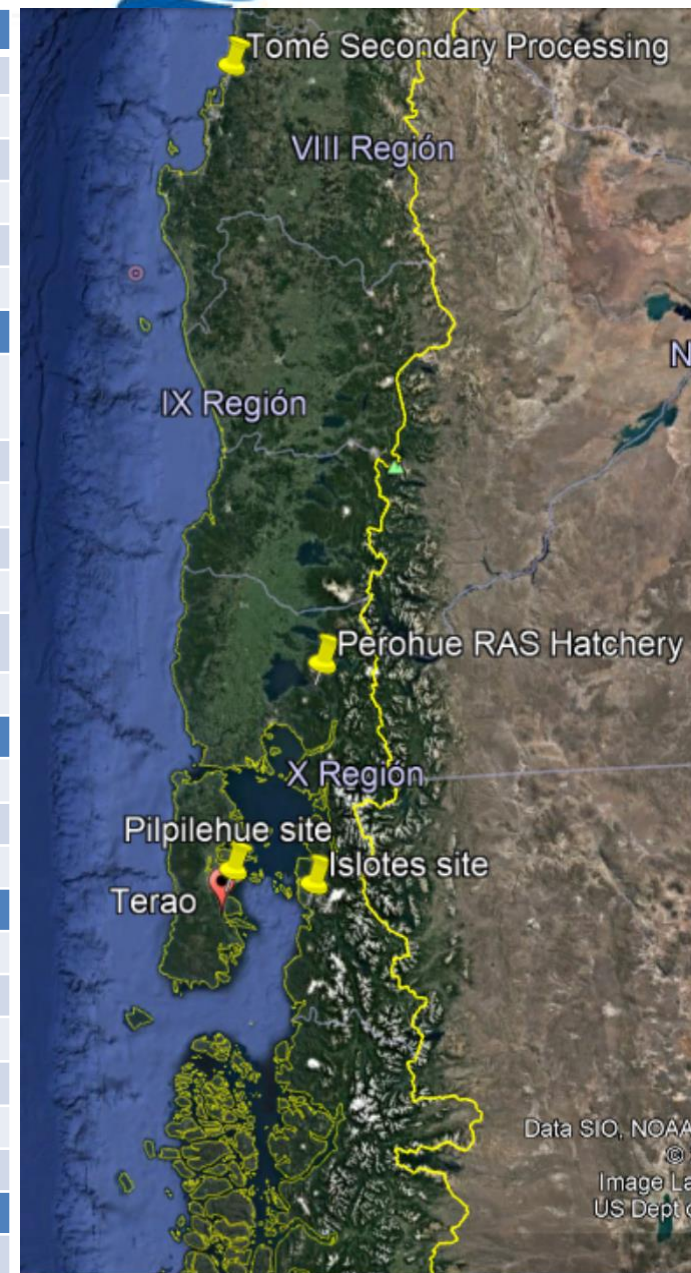 Tomé Secondary Processing
VIII Región
N
IX Región
Perohue RAS Hatchery
X Región
Pilpilehue site
Islotes site
Terao
Data SIO, NOAA
©
Image La
US Dept o